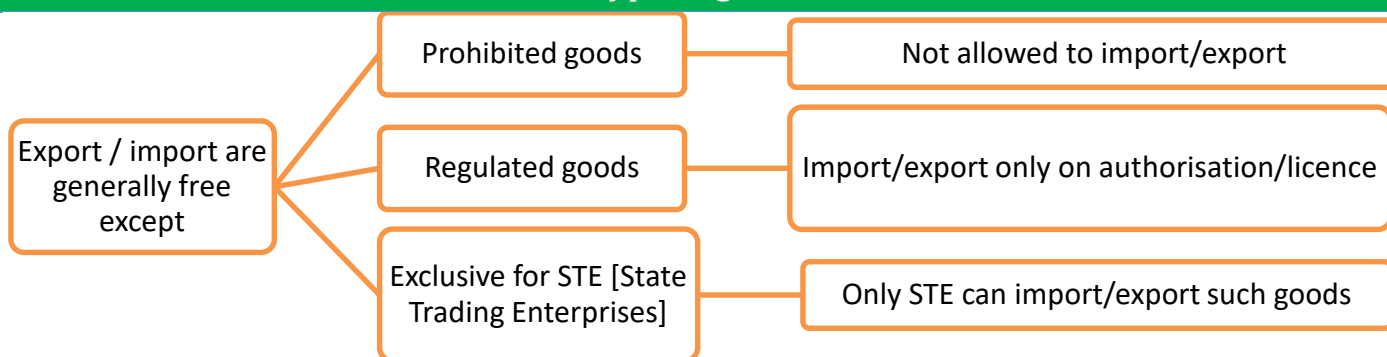 Export / import are
generally free
except
Prohibited goods
Not allowed to import/export
Regulated goods
Import/export only on authorisation/licence
Exclusive for STE [State
Trading Enterprises]
Only STE can import/export such goods